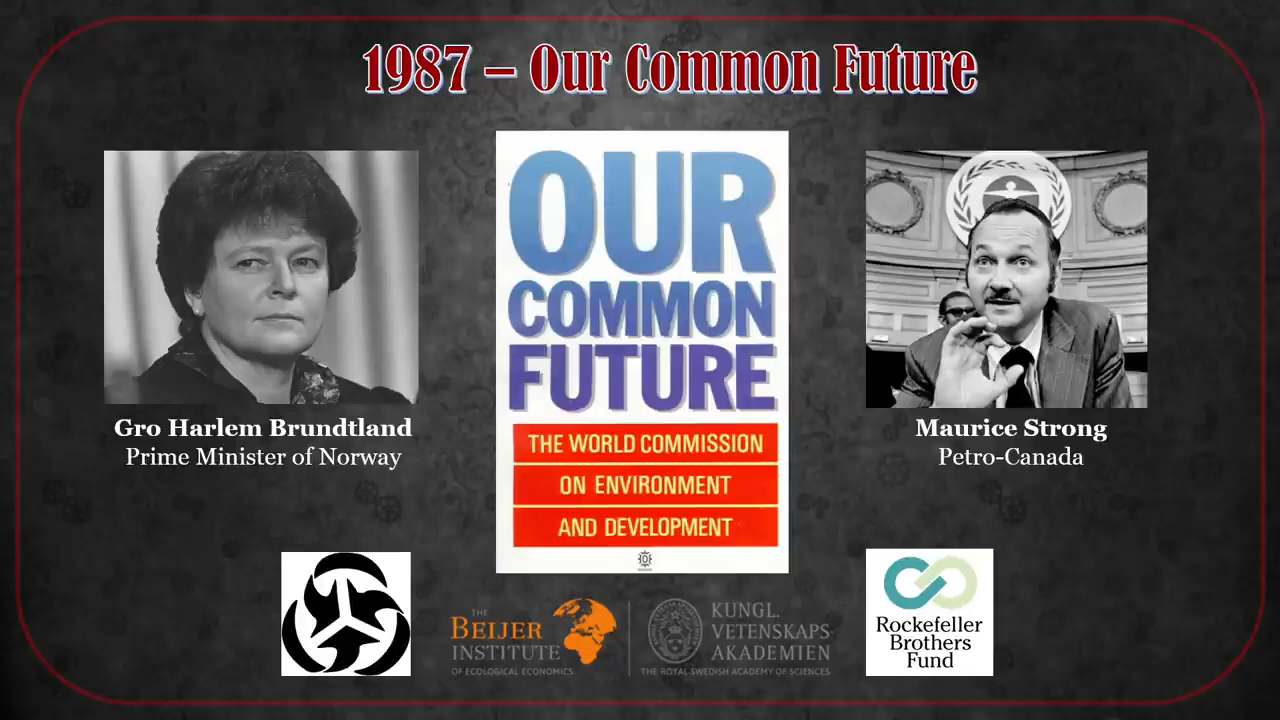 1987 – Our Common Future
OUR
COMMON
FUTURE
THE WORLD COMMISSION
ON ENVIRONMENT
AND DEVELOPMENT
Gro Harlem Brundtland
Prime Minister of Norway
Maurice Strong
Petro-Canada
THE
BEIJER
INSTITUTE
OF ECOLOGICAL ECONOMICS
KUNGL.
VETENSKAPS-
AKADEMIEN
THE ROYAL SWEDISH ACADEMY OF SCIENCES
Rockefeller
Brothers
Fund